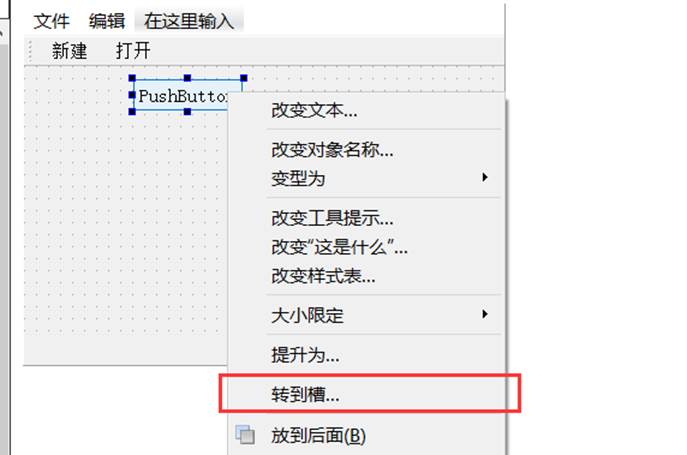 文件 编辑 在这里输入
新建 打开
PushButton
改变文本...
改变对象名称...
变型为
改变工具提示...
改变“这是什么”...
改变样式表...
大小限定
提升为...
转到槽...
放到后面(B)